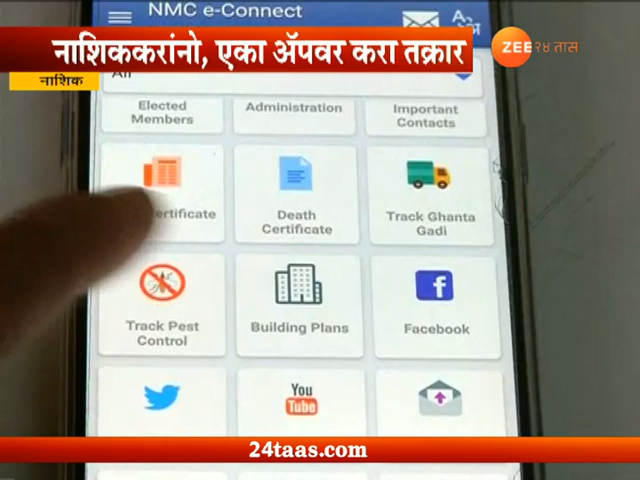 NMC e-Connect
नाशिककरांनो, एका ॲपवर करा तक्रार
ZEE २४ तास
नाशिक
All
Elected
Members
Administration
Important
Contacts
Certificate
Death
Certificate
Track Ghanta
Gadi
Track Pest
Control
Building Plans
Facebook
You
Tube
24taas.com